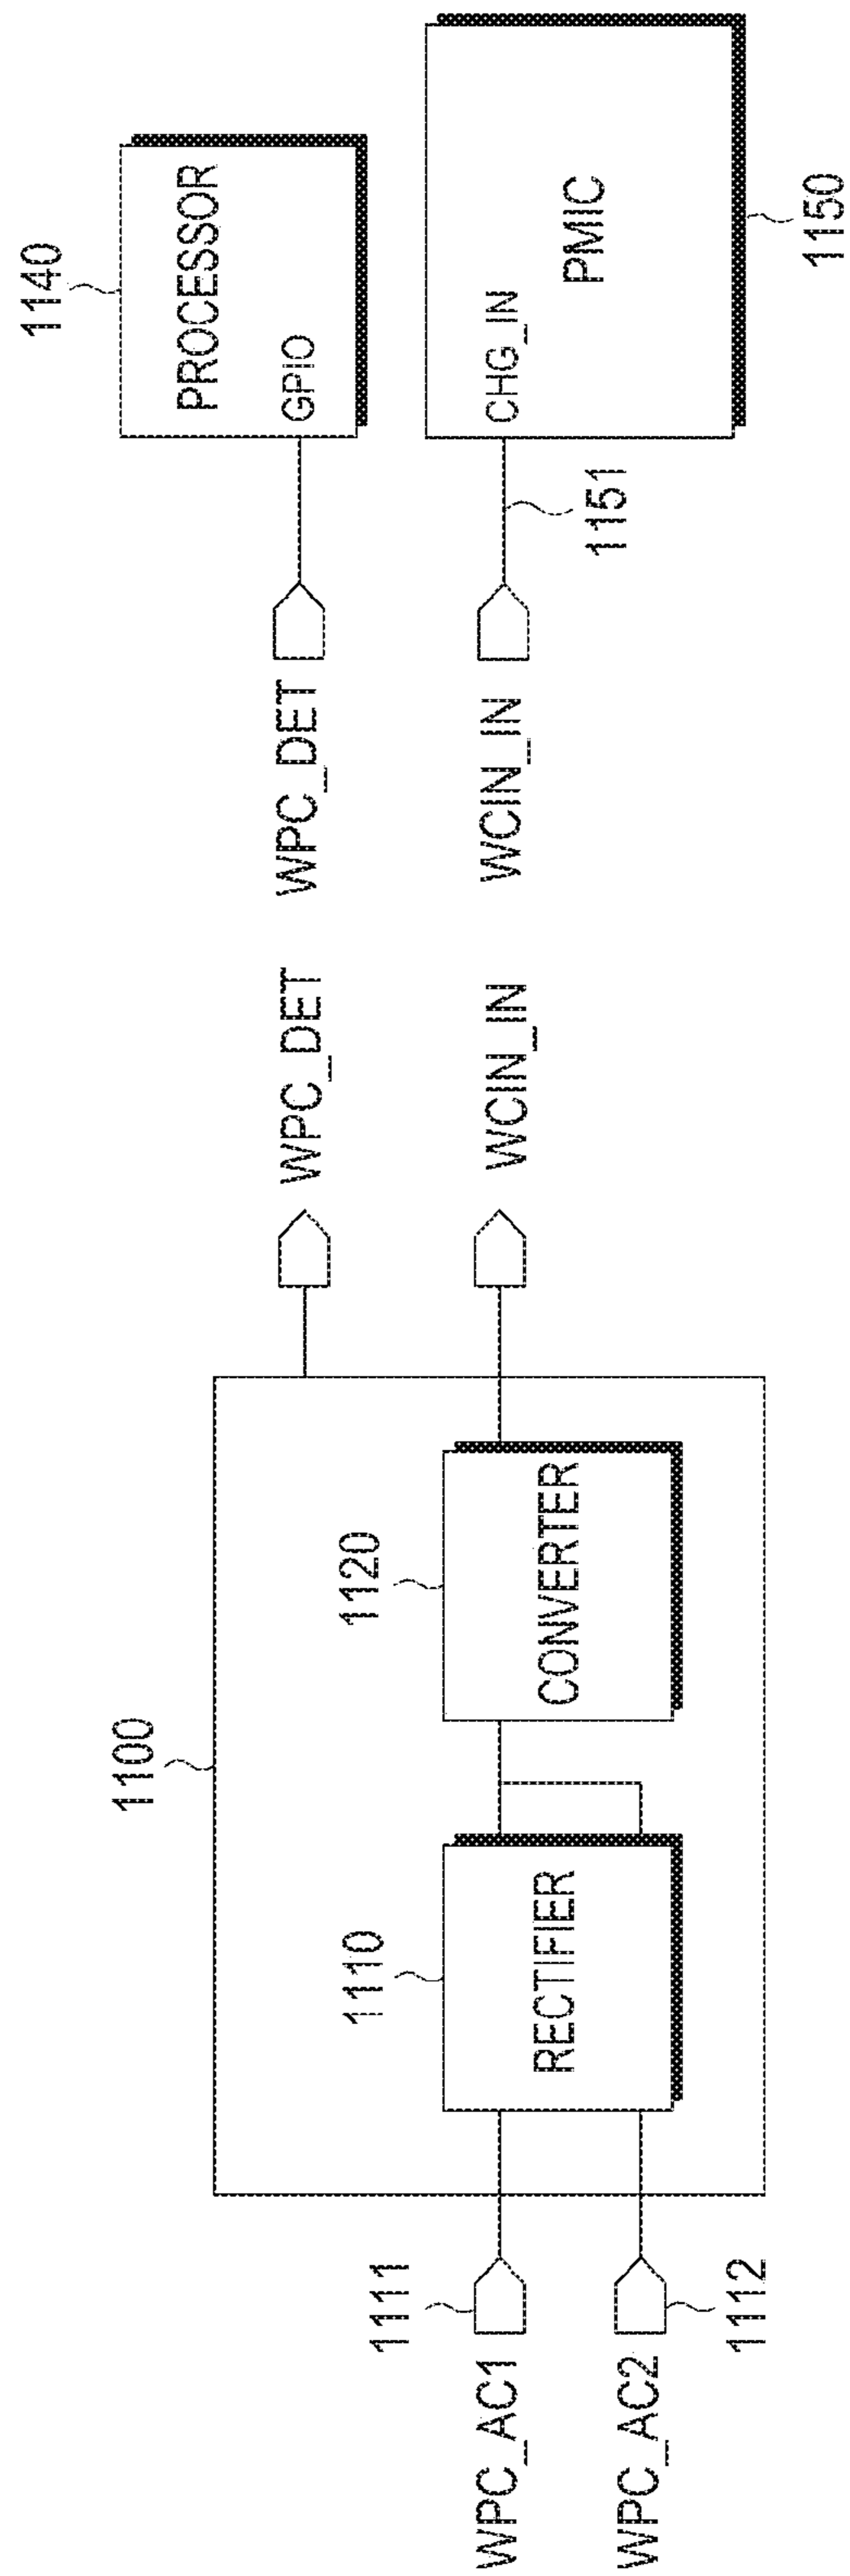 1140
PROCESSOR
GPIO
WPC_DET
WPC_DET
PMIC
CHG_IN
1150
1151
WCIN_IN
WCIN_IN
1100
1120
CONVERTER
1110
RECTIFIER
1111
WPC_AC1
1112
WPC_AC2